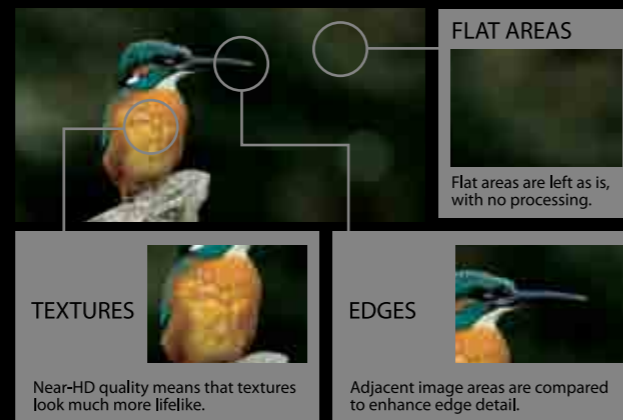 FLAT AREAS
Flat areas are left as is,
with no processing.
TEXTURES
Near-HD quality means that textures
look much more lifelike.
EDGES
Adjacent image areas are compared
to enhance edge detail.